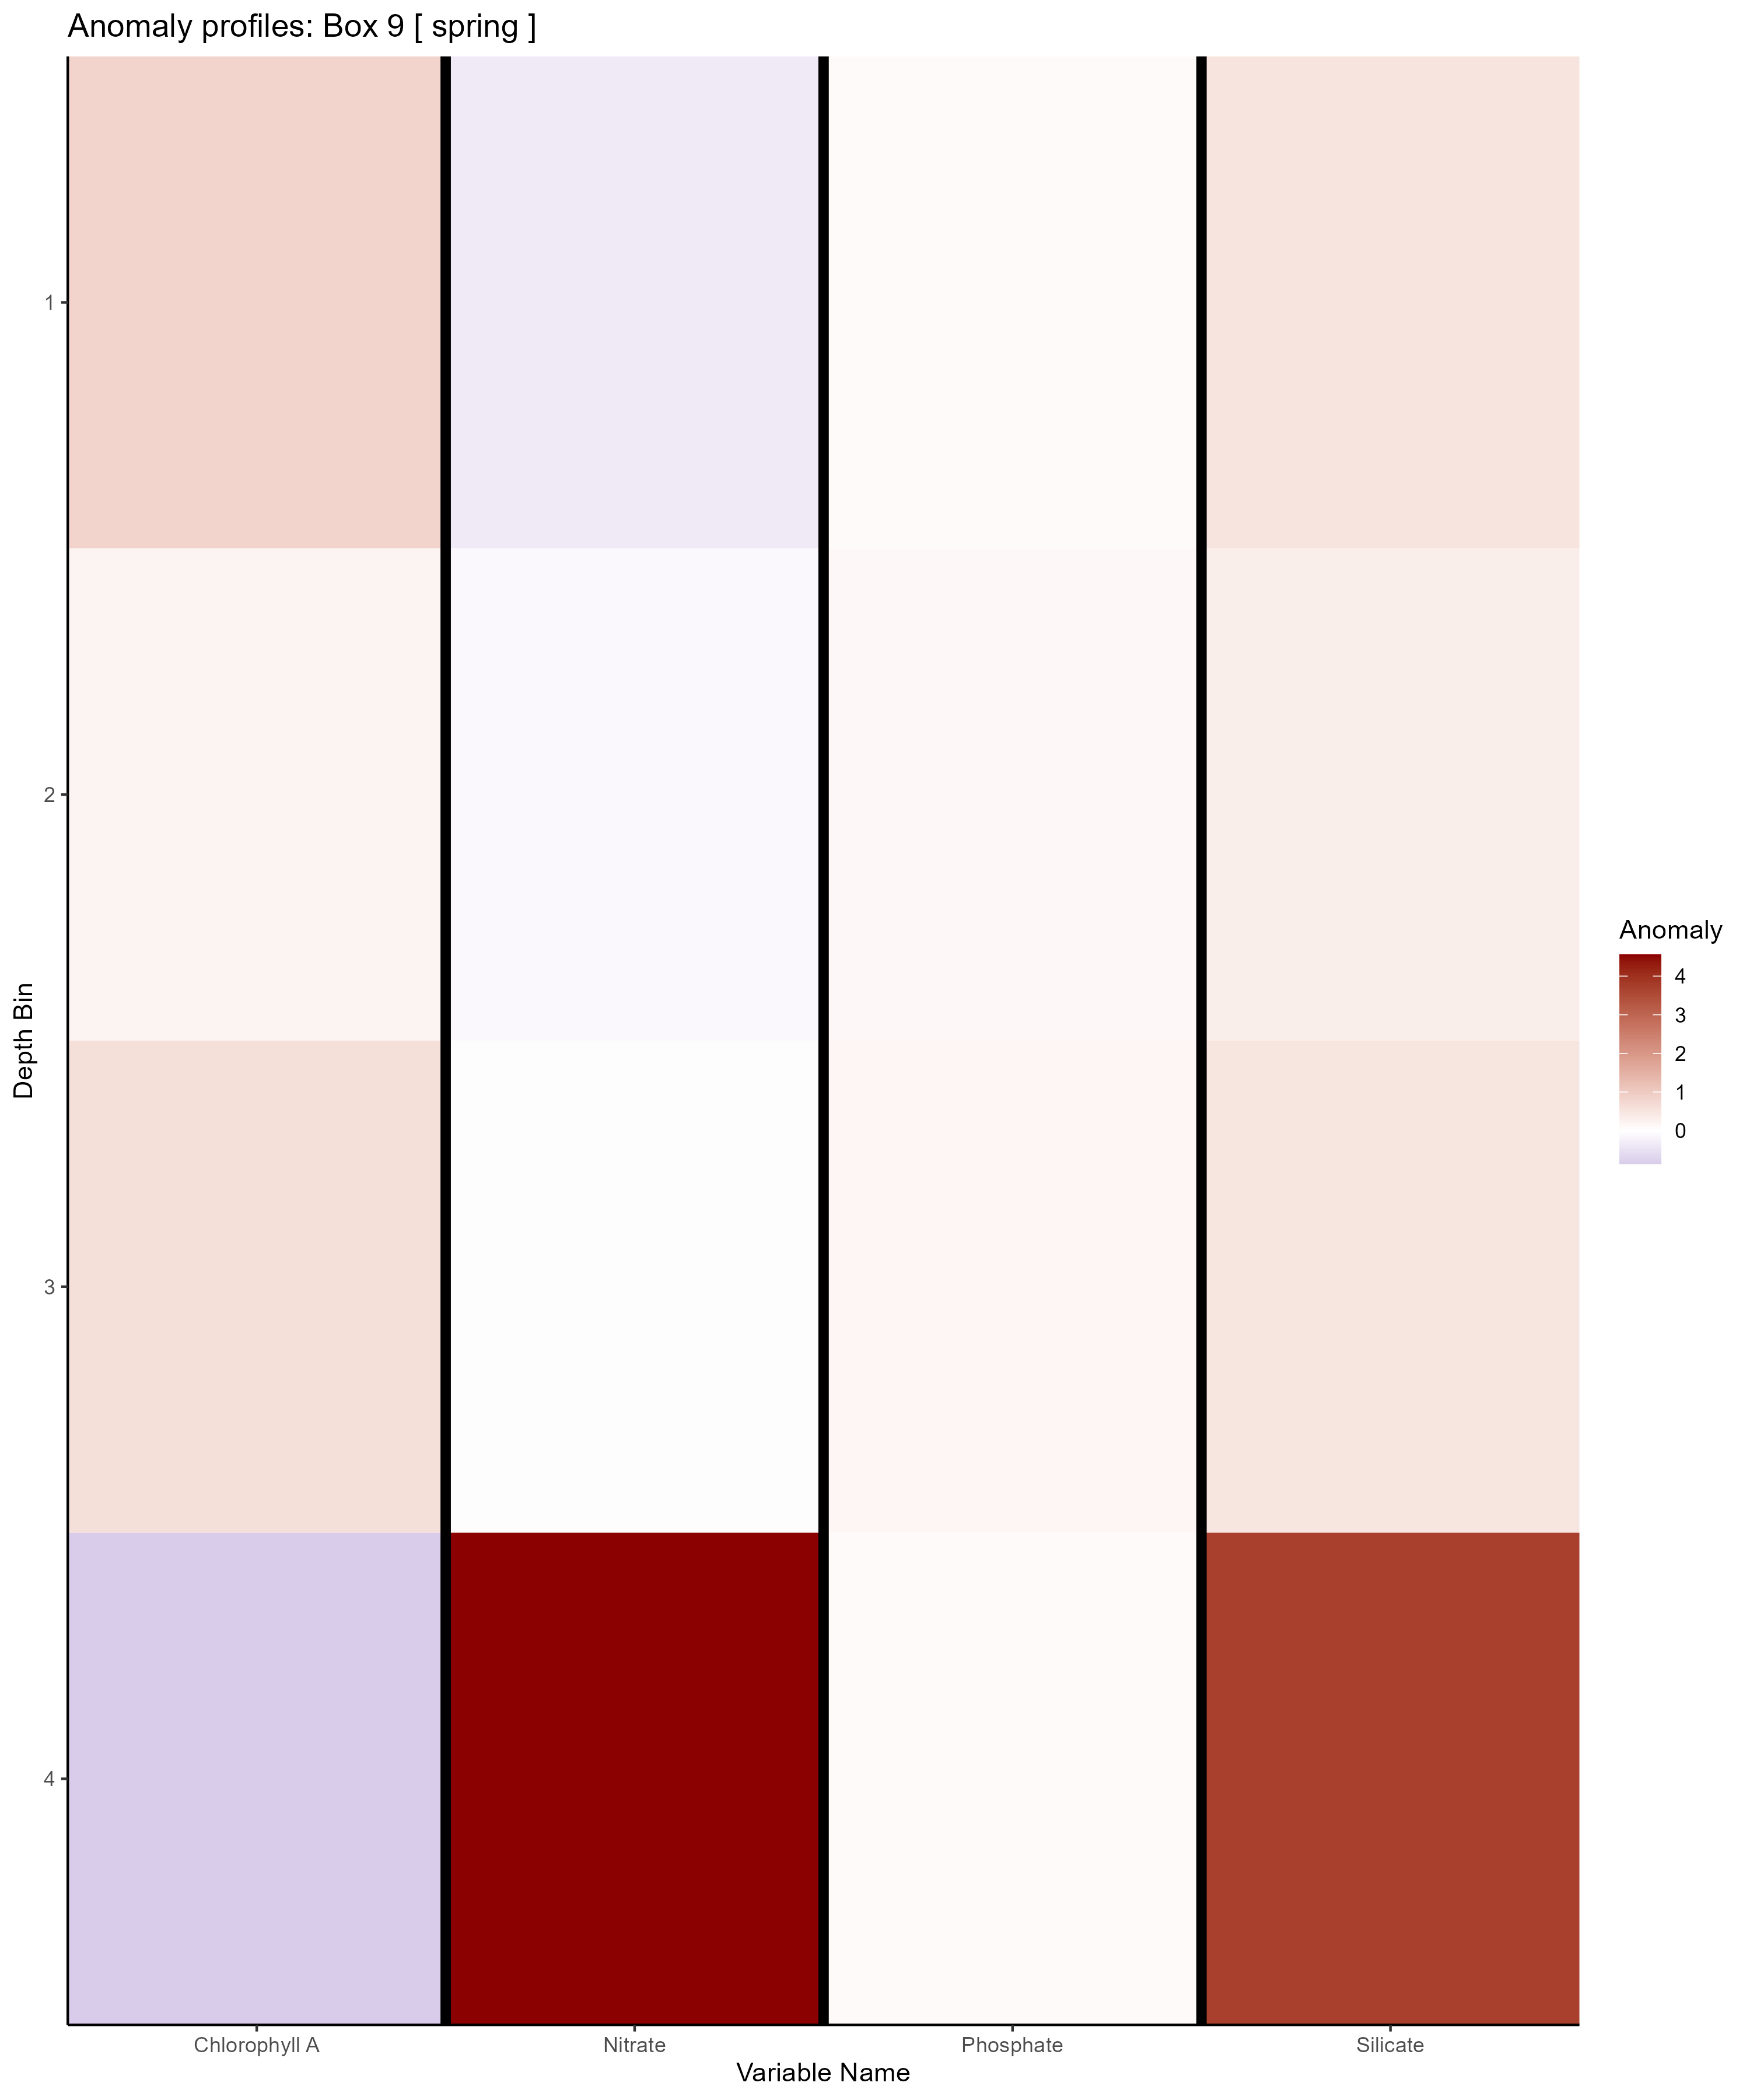 Anomaly profiles: Box 9 [ spring ]
1
2
3
4
Depth Bin
Chlorophyll A
Nitrate
Phosphate
Silicate
Variable Name
Anomaly
4
3
2
1
0